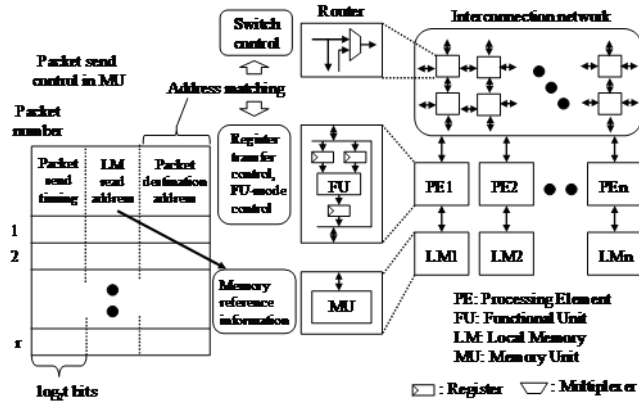 Packet send
control in MU
Packet
number
Packet
send
timing
LM
read
address
Packet
destination
address
1
2
r
log₂t bits
Address matching
Switch
control
Register
transfer
control,
FU-mode
control
Memory
reference
information
Router
FU
MU
Interconnection network
PE1
PE2
PEn
LM1
LM2
LMn
PE: Processing Element
FU: Functional Unit
LM: Local Memory
MU: Memory Unit
: Register
: Multiplexer